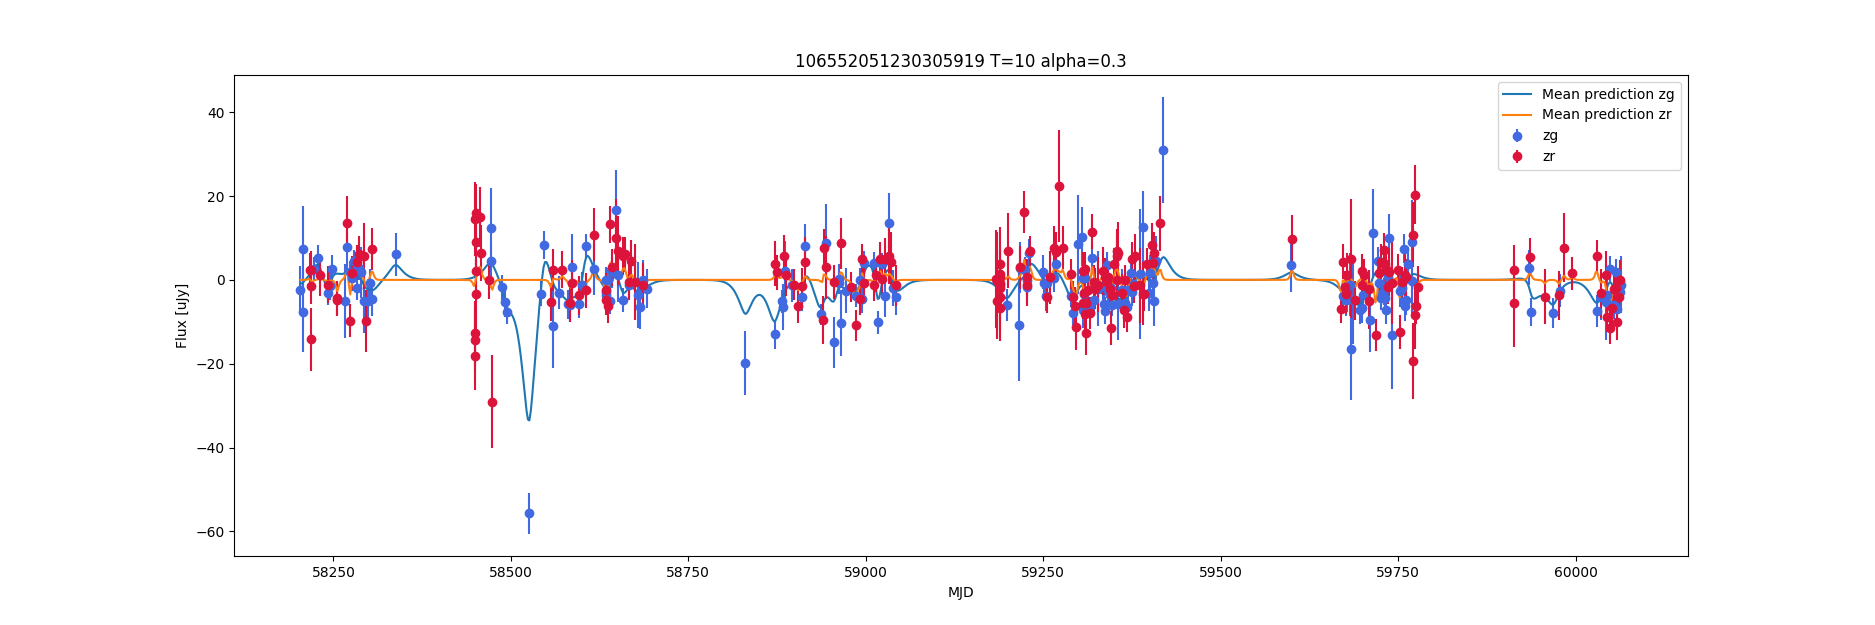 106552051230305919 T=10 alpha=0.3
Mean prediction zg
Mean prediction zr
zg
zr
40
20
0
−20
−40
−60
Flux [uJy]
58250 58500 58750 59000 59250 59500 59750 60000
MJD